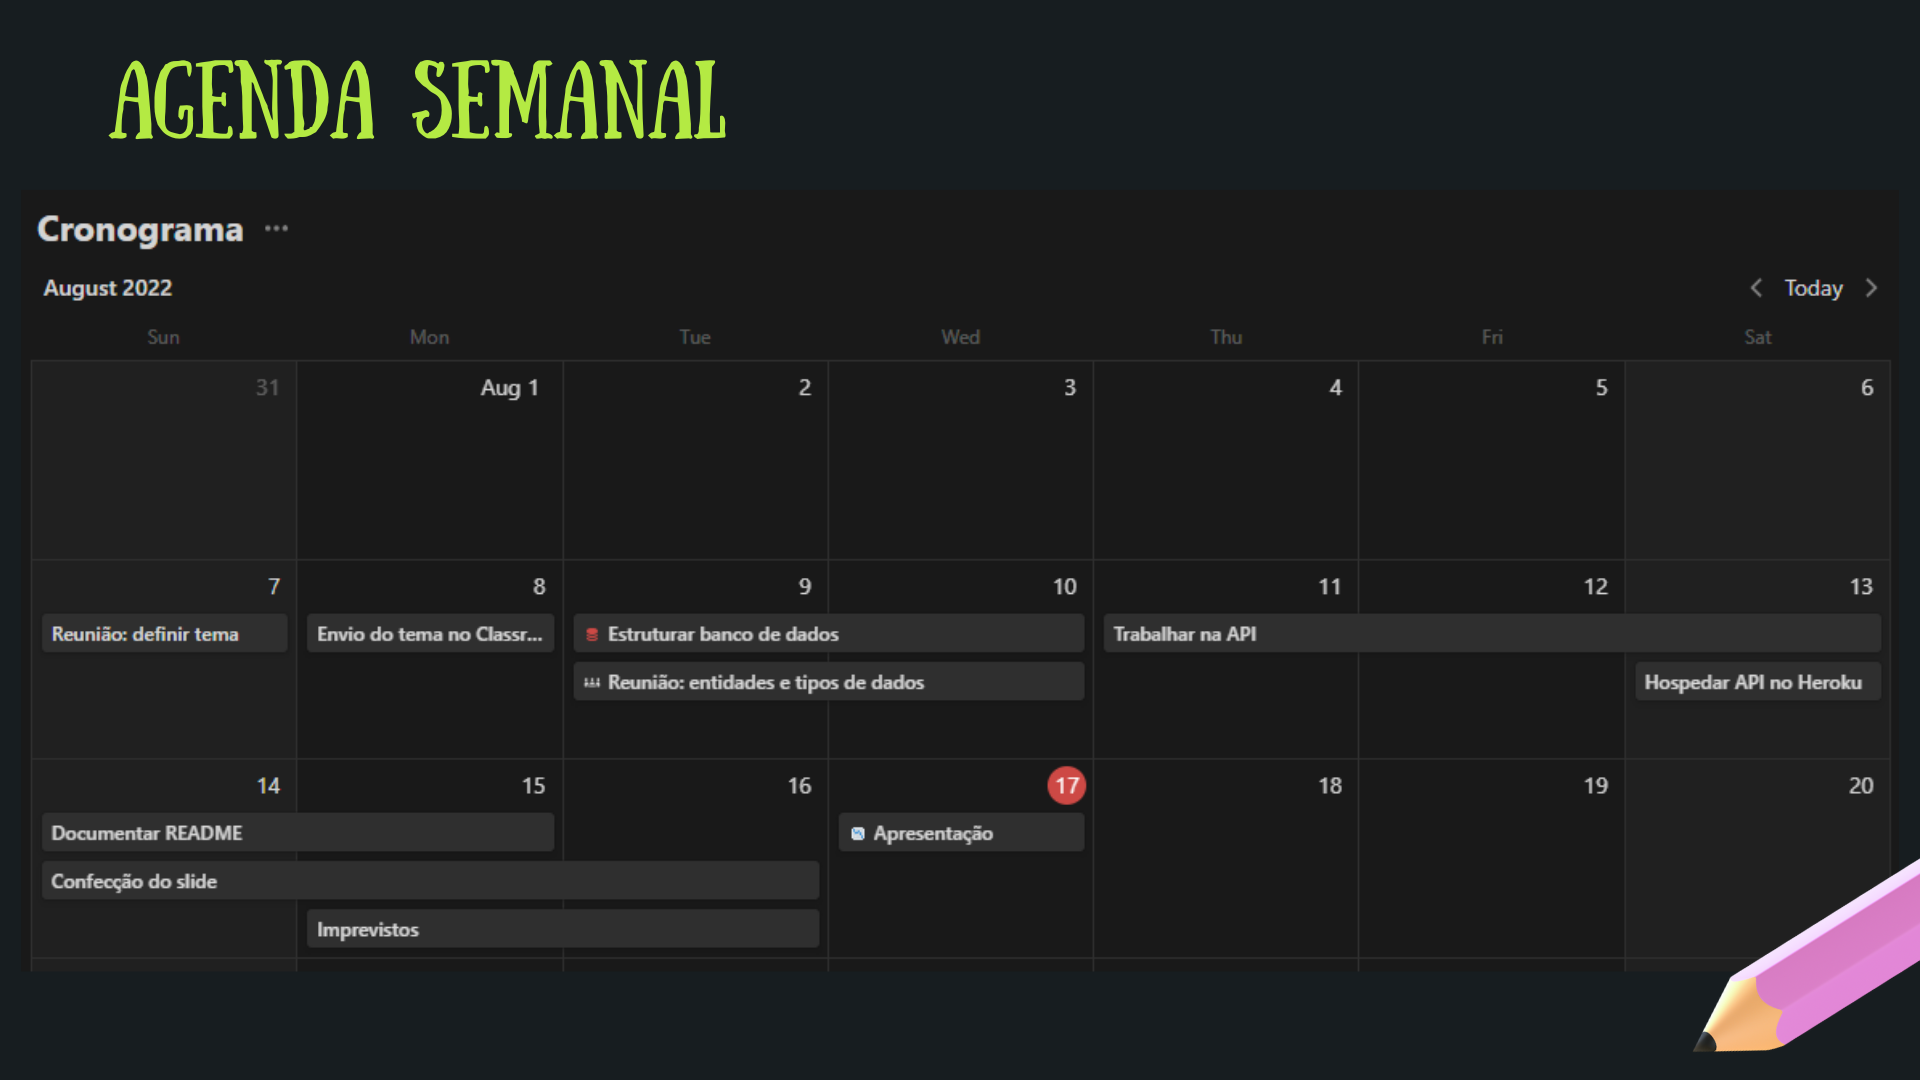 AGENDA SEMANAL
Cronograma ...
August 2022
Today
Sun Mon Tue Wed Thu Fri Sat
31 Aug 1 2 3 4 5 6
7 8 9 10 11 12 13
Reunião: definir tema Envio do tema no Classr... Estruturar banco de dados Trabalhar na API
Reunião: entidades e tipos de dados Hospedar API no Heroku
14 15 16 17 18 19 20
Documentar README Apresentação
Confecção do slide
Imprevistos